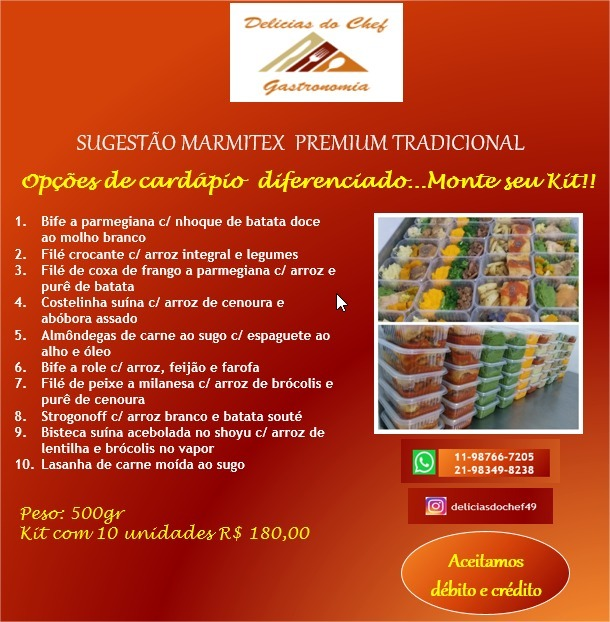 Delicias do Chef
Gastronomia
SUGESTÃO MARMITEX PREMIUM TRADICIONAL
Opções de cardápio diferenciado...Monte seu Kit!!
1. Bife a parmegiana c/ nhoque de batata doce
ao molho branco
2. Filé crocante c/ arroz integral e legumes
3. Filé de coxa de frango a parmegiana c/ arroz e
purê de batata
4. Costelinha suína c/ arroz de cenoura e
abóbora assado
5. Almôndegas de carne ao sugo c/ espaguete ao
alho e óleo
6. Bife a role c/ arroz, feijão e farofa
7. Filé de peixe a milanesa c/ arroz de brócolis e
purê de cenoura
8. Strogonoff c/ arroz branco e batata souté
9. Bisteca suína acebolada no shoyu c/ arroz de
lentilha e brócolis no vapor
10. Lasanha de carne moída ao sugo
11-98766-7205
21-98349-8238
deliciasdochef49
Peso: 500gr
Kit com 10 unidades R$ 180,00
Aceitamos
débito e crédito